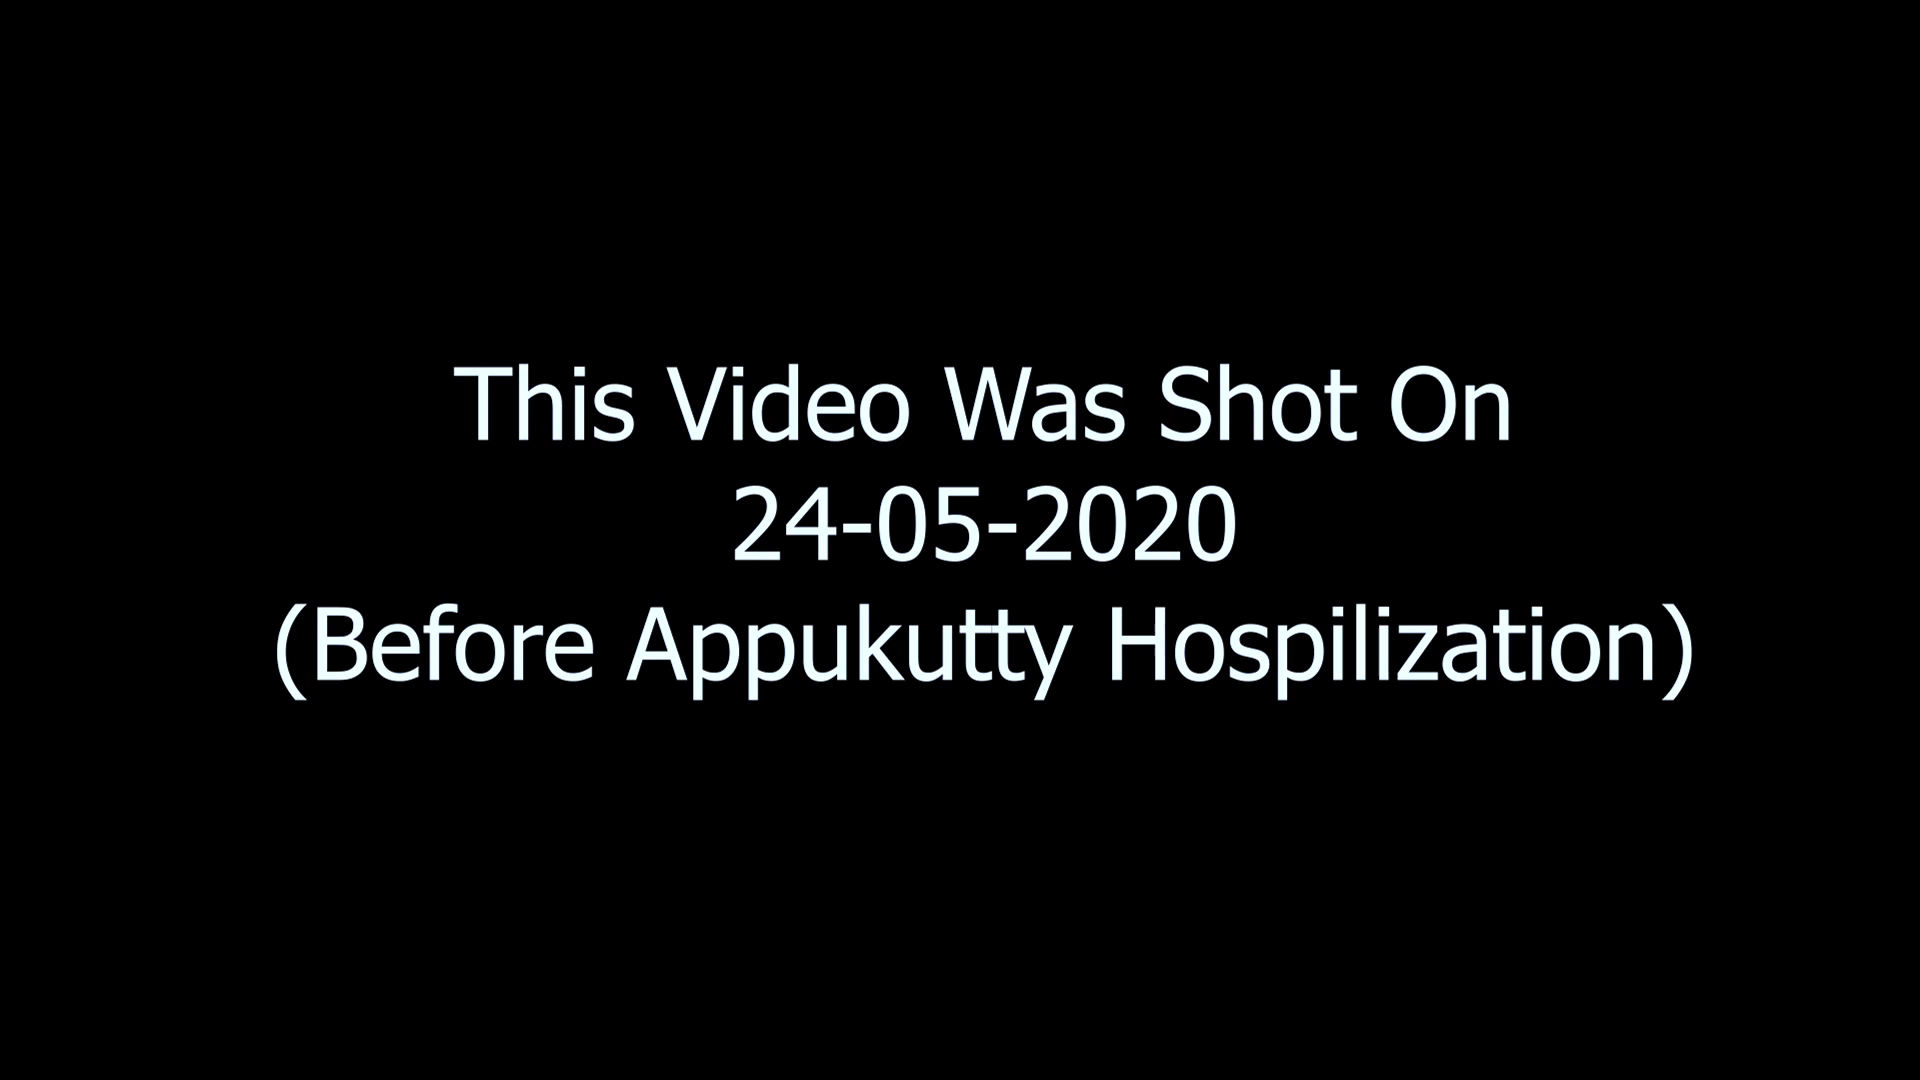 This Video Was Shot On
24-05-2020
(Before Appukutty Hospilization)